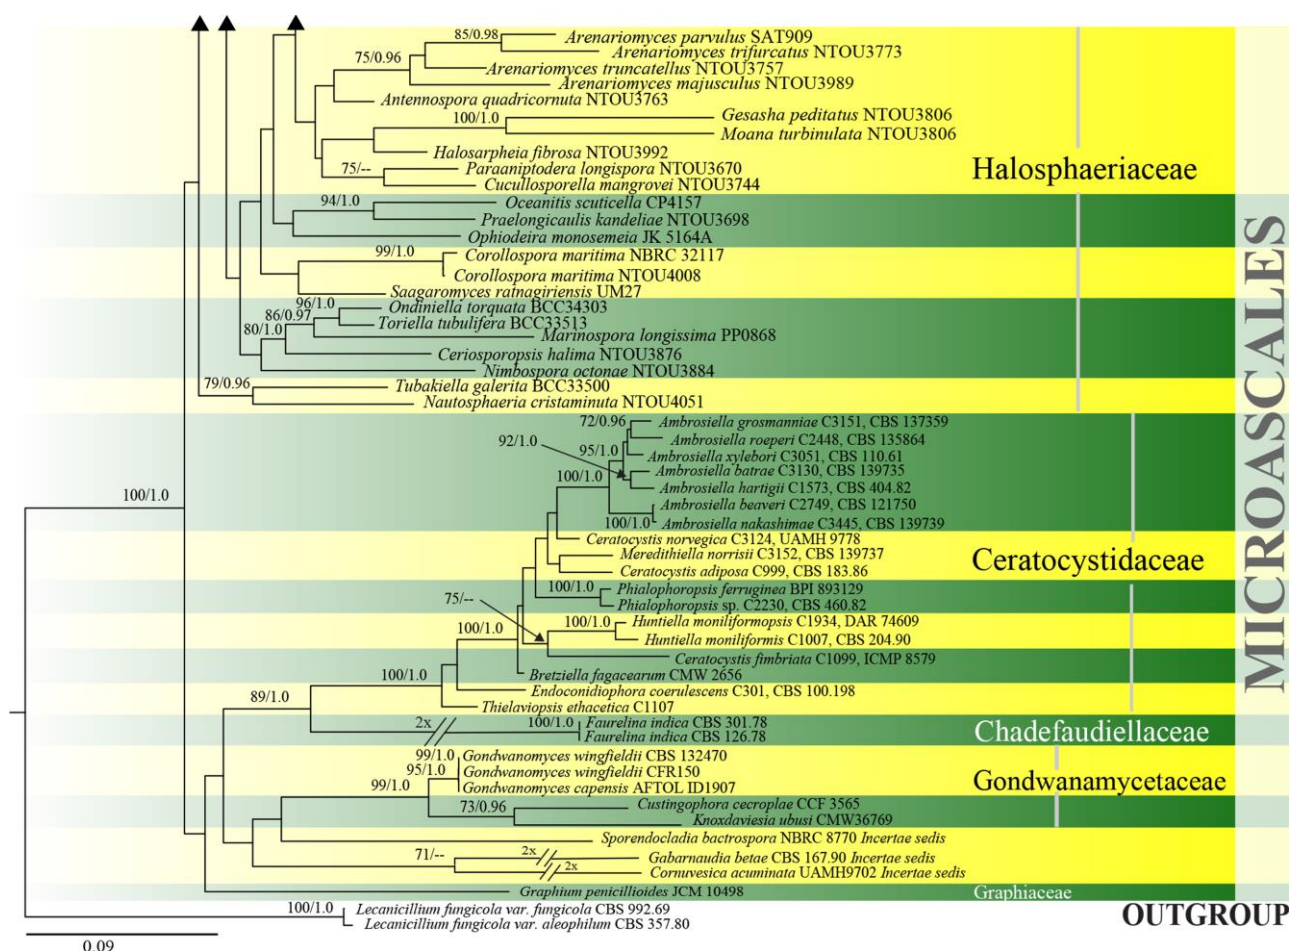 85/0.98
Arenariomyces parvulus SAT909
Arenariomyces trifurcatus NTOU3773
75/0.96
Arenariomyces truncatellus NTOU3757
Arenariomyces majusculus NTOU3989
Antennospora quadricornuta NTOU3763
100/1.0
Gesasha peditatus NTOU3806
Moana turbinulata NTOU3806
Halosarpheia fibrosa NTOU3992
75/--
Paraaniptodera longispora NTOU3670
Halosphaeriaceae
Cucullosporella mangrovei NTOU3744
94/1.0
Oceanitis scuticella CP4157
Praelongicaulis kandeliae NTOU3698
Ophiodeira monosemeia JK 5164A
99/1.0
Corollospora maritima NBRC 32117
Corollospora maritima NTOU4008
Saagaromyces ratnagiriensis UM27
96/1.0
Ondiniella torquata BCC34303
86/0.97
Toriella tubulifera BCC33513
80/1.0
Marinospora longissima PP0868
Ceriosporopsis halima NTOU3876
Nimbospora octonae NTOU3884
79/0.96
Tubakiella galerita BCC33500
Nautosphaeria cristaminuta NTOU4051
MICROASCALES
72/0.96
Ambrosiella grosmanniae C3151, CBS 137359
92/1.0
Ambrosiella roeperi C2448, CBS 135864
95/1.0
Ambrosiella xylebori C3051, CBS 110.61
Ambrosiella batrae C3130, CBS 139735
100/1.0
Ambrosiella hartigii C1573, CBS 404.82
100/1.0
Ambrosiella beaveri C2749, CBS 121750
100/1.0
Ambrosiella nakashimae C3445, CBS 139739
Ceratocystis norvegica C3124, UAMH 9778
Meredithiella norrisii C3152, CBS 139737
Ceratocystidaceae
Ceratocystis adiposa C999, CBS 183.86
75/--
100/1.0
Phialophoropsis ferruginea BPI 893129
Phialophoropsis sp. C2230, CBS 460.82
100/1.0
100/1.0
Huntiella moniliformopsis C1934, DAR 74609
Huntiella moniliformis C1007, CBS 204.90
Ceratocystis fimbriata C1099, ICMP 8579
100/1.0
Bretziella fagacearum CMW 2656
89/1.0
Endoconidiophora coerulescens C301, CBS 100.198
Thielaviopsis ethacetica C1107
2x
100/1.0
Faurelina indica CBS 301.78
Faurelina indica CBS 126.78
Chadefaudiellaceae
99/1.0
Gondwanomyces wingfieldii CBS 132470
95/1.0
Gondwanomyces wingfieldii CFR150
99/1.0
Gondwanomyces capensis AFTOL ID1907
Gondwanamycetaceae
73/0.96
Custingophora cecroplae CCF 3565
Knoxdaviesia ubusi CMW36769
Sporendocladia bactrospora NBRC 8770 Incertae sedis
71/--
2x
Gabarnaudia betae CBS 167.90 Incertae sedis
2x
Cornuvesica acuminata UAMH9702 Incertae sedis
Graphium penicillioides JCM 10498
Graphiaceae
100/1.0
Lecanicillium fungicola var. fungicola CBS 992.69
Lecanicillium fungicola var. aleophilum CBS 357.80
OUTGROUP
0.09